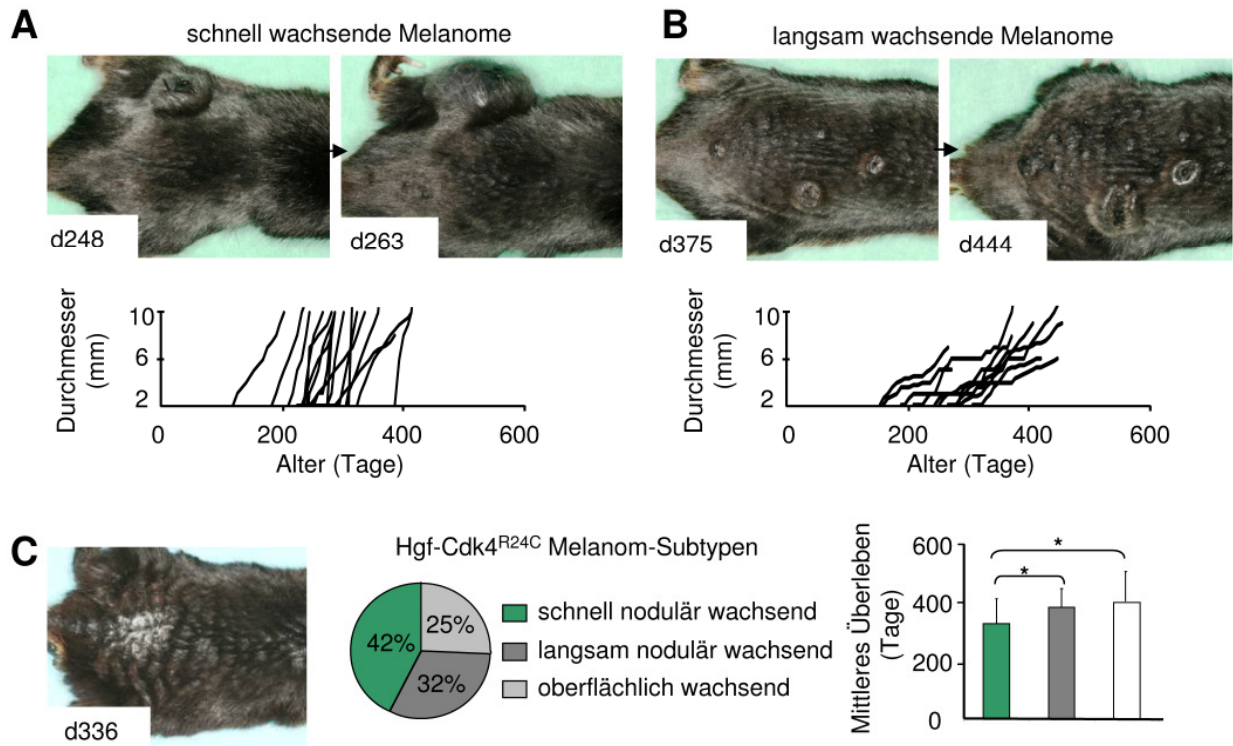 A
schnell wachsende Melanome
d248
d263
Durchmesser
(mm)
10
6
2
0
200
400
600
Alter (Tage)
B
langsam wachsende Melanome
d375
d444
Durchmesser
(mm)
10
6
2
0
200
400
600
Alter (Tage)
C
d336
Hgf-Cdk4R24C Melanom-Subtypen
42%
25%
32%
schnell nodulär wachsend
langsam nodulär wachsend
oberflächlich wachsend
Mittleres Überleben
(Tage)
600
400
200
0
*
*